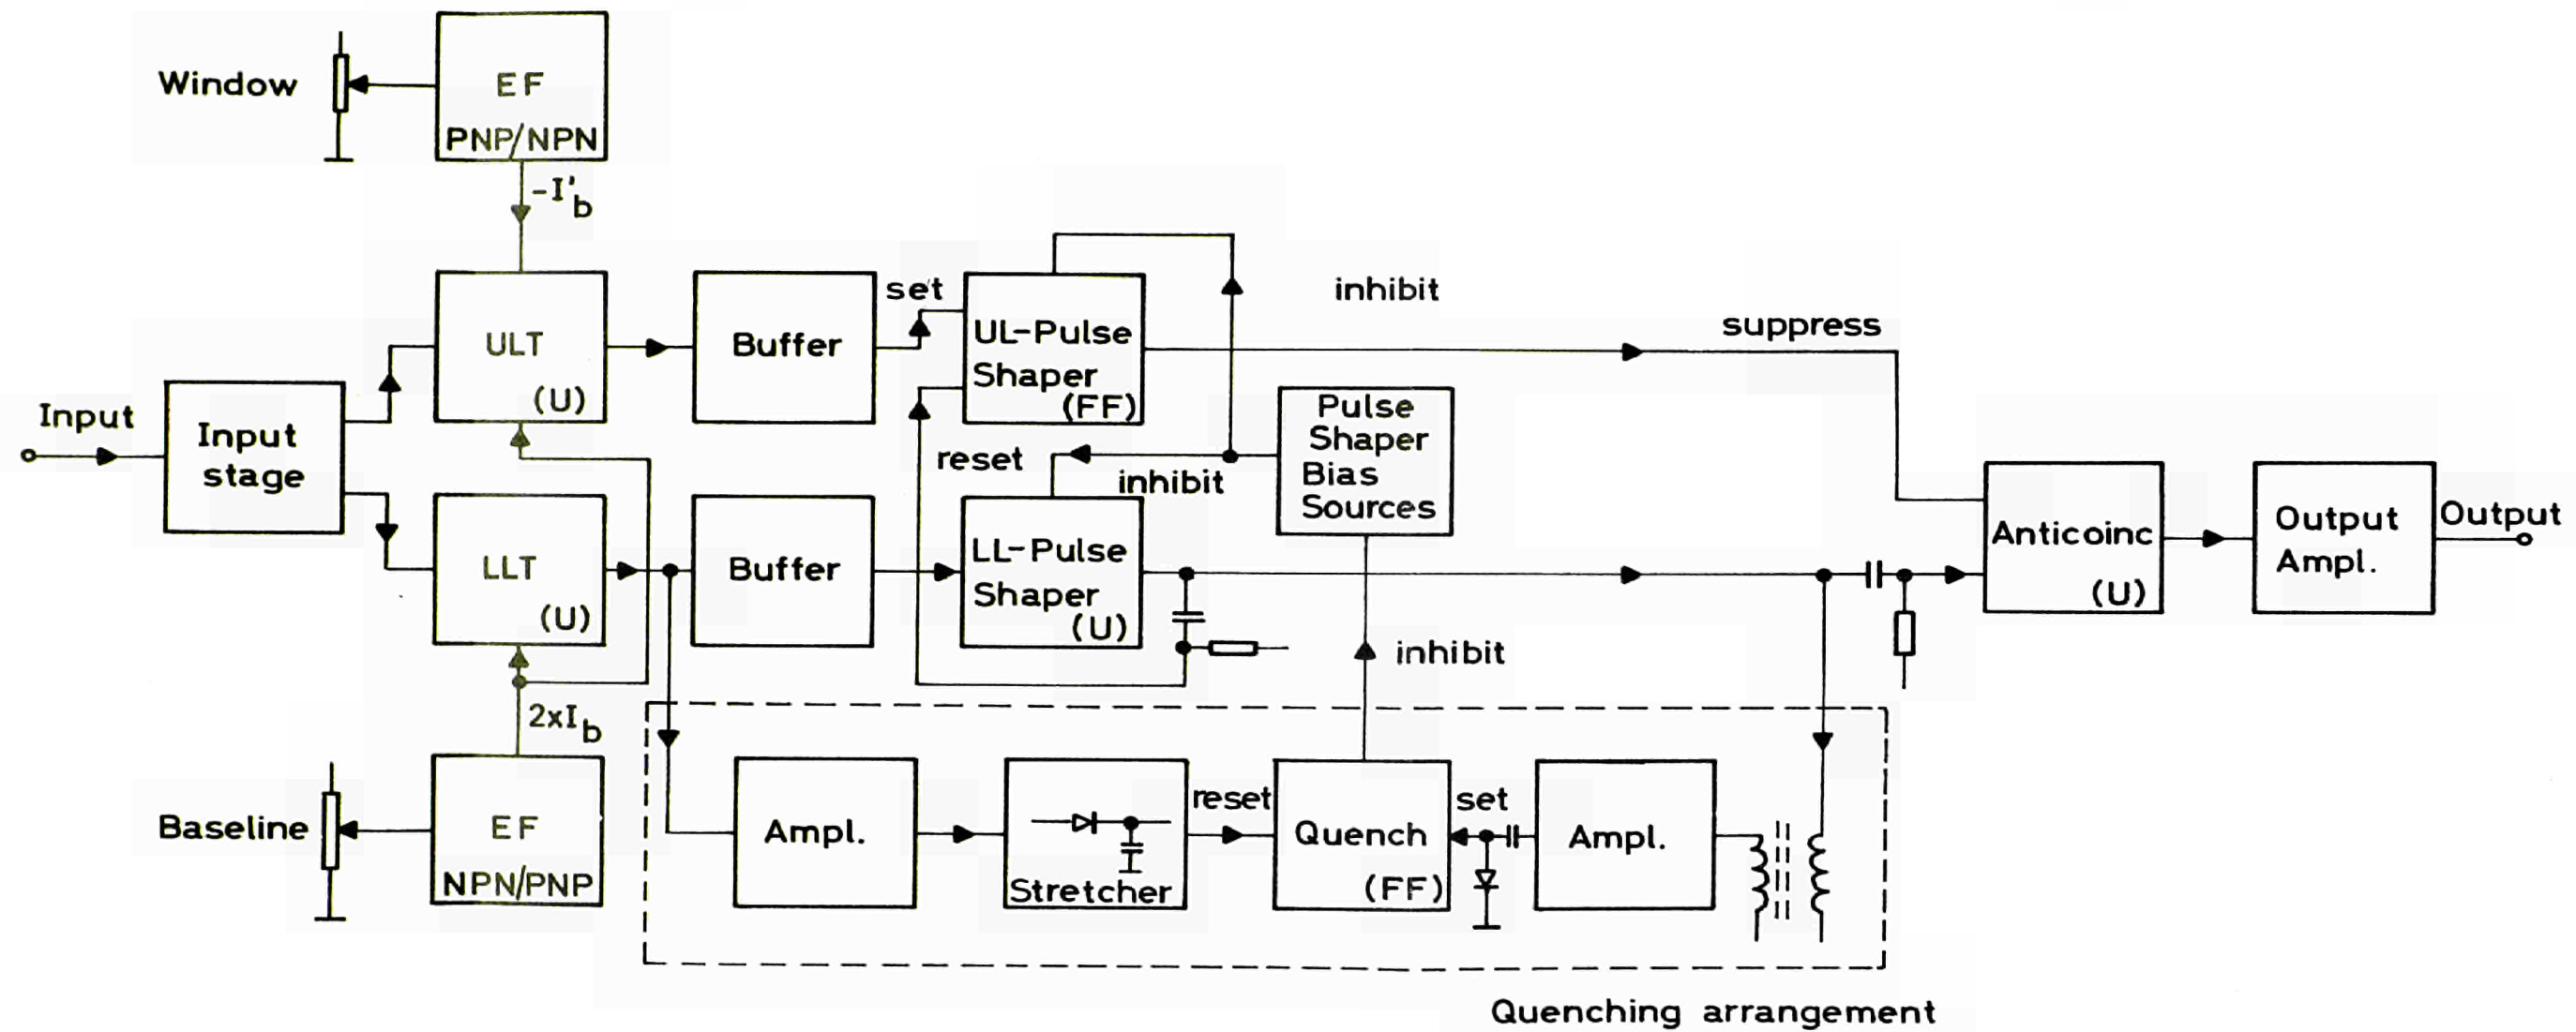 Window
EF
PNP/NPN
-I'b
set
inhibit
suppress
ULT
(U)
Buffer
UL-Pulse
Shaper
(FF)
Input
Input
stage
reset
inhibit
Pulse
Shaper
Bias
Sources
LLT
(U)
Buffer
LL-Pulse
Shaper
(U)
Anticoinc
(U)
Output
Ampl.
Output
inhibit
2xIb
Baseline
EF
NPN/PNP
Ampl.
Stretcher
reset
Quench
(FF)
set
Ampl.
Quenching arrangement